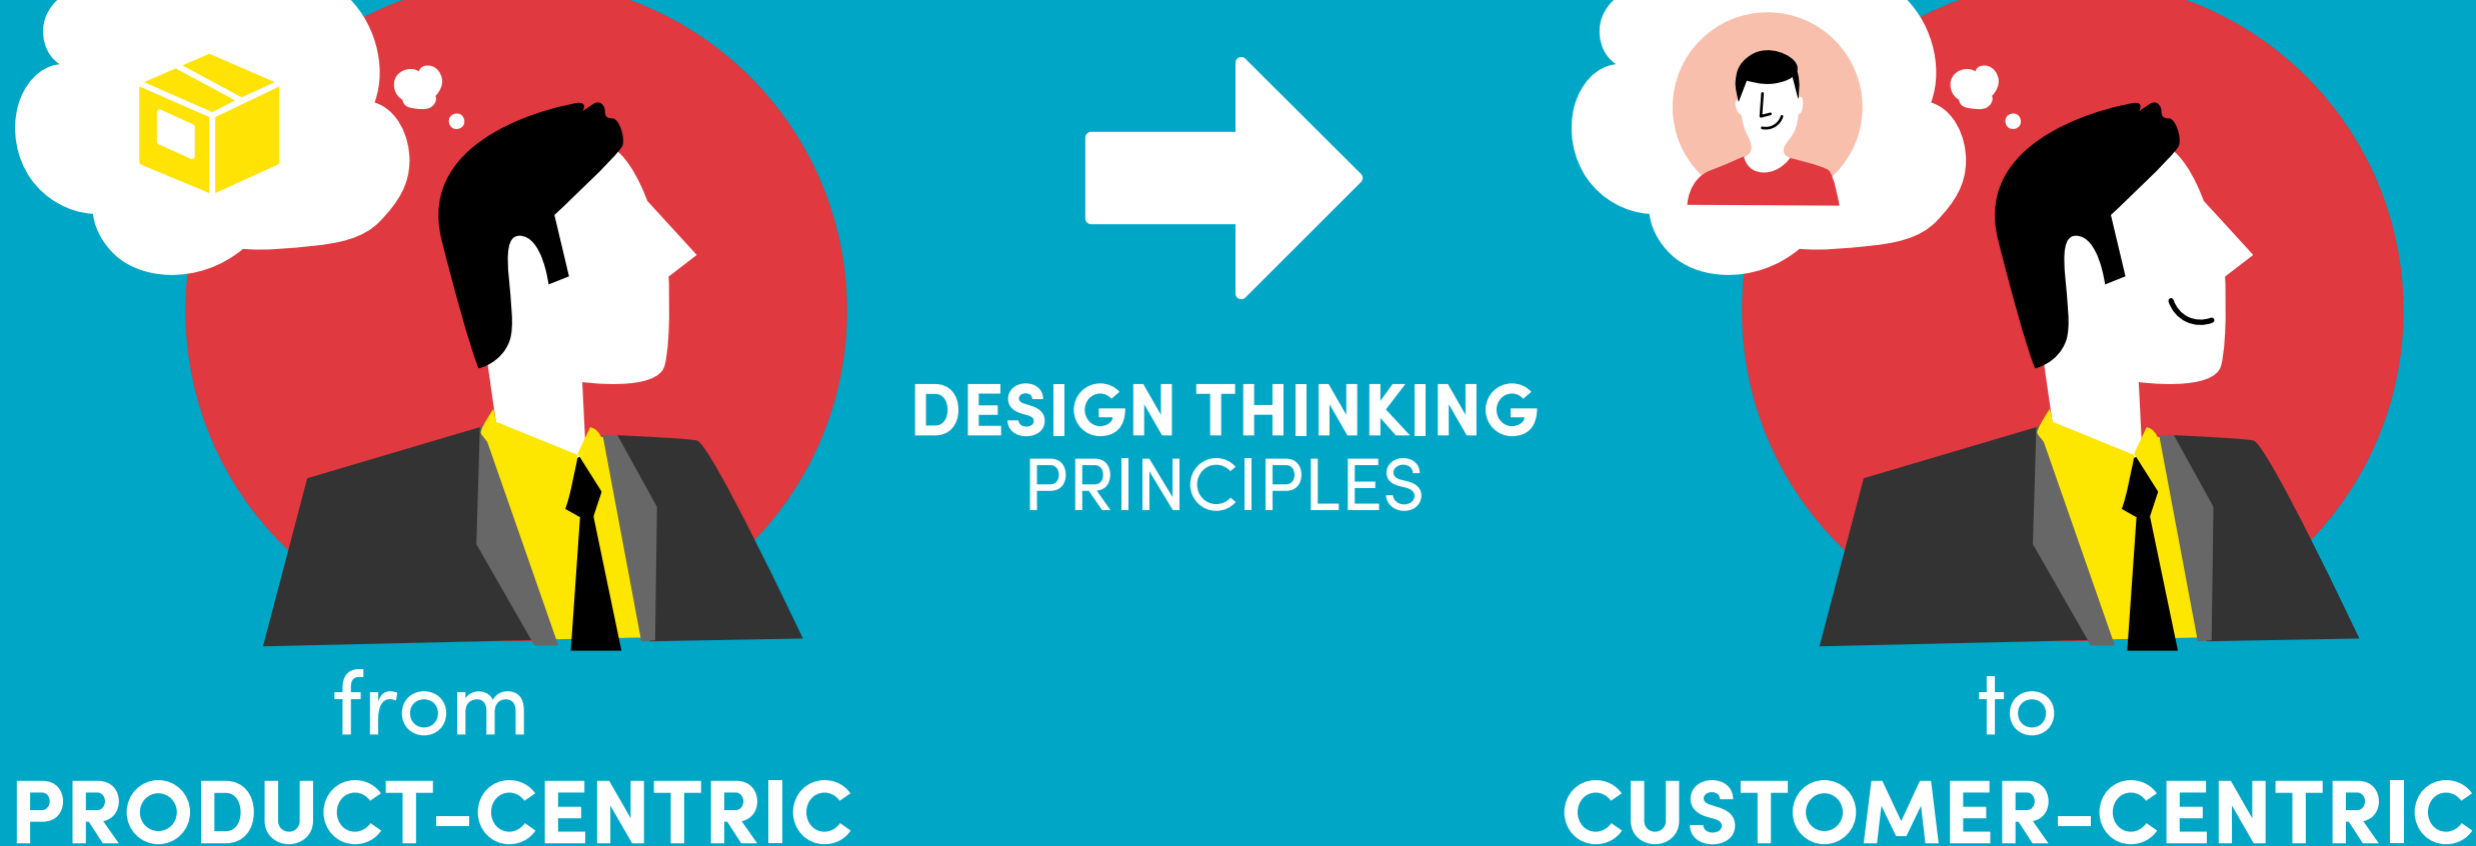 DESIGN THINKING
PRINCIPLES
from
PRODUCT-CENTRIC
to
CUSTOMER-CENTRIC